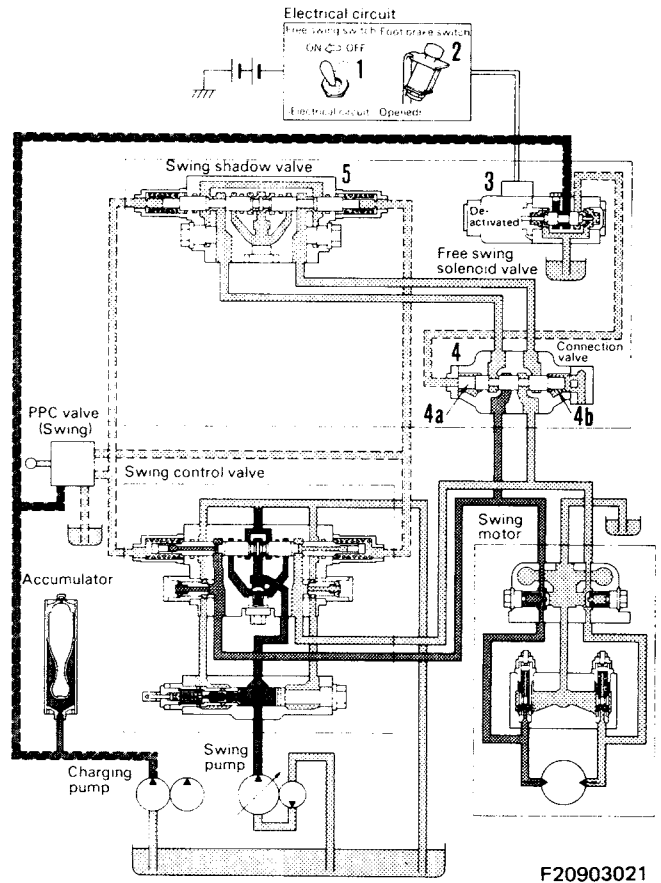 Electrical circuit
Free swing switch Foot brake switch
ON ⇔ OFF
1
2
Electrical circuit Opened
Swing shadow valve
5
3
De-
activated
Free swing
solenoid valve
4
Connection
valve
4a
4b
PPC valve
(Swing)
Swing control valve
Swing
motor
Accumulator
Swing
pump
Charging
pump
F20903021